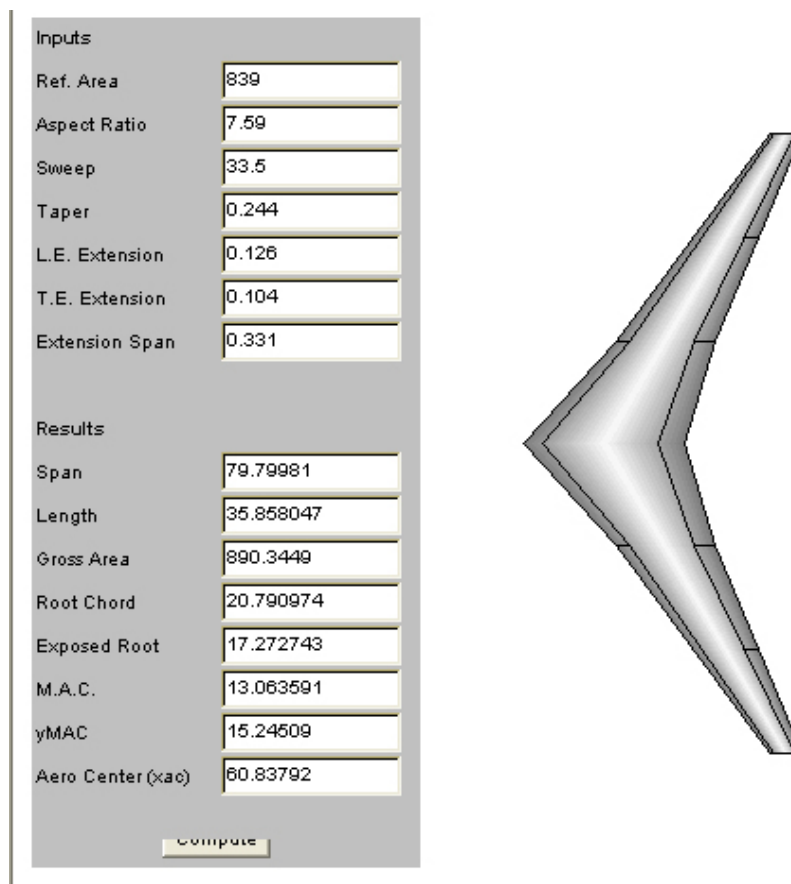 Inputs
Ref. Area 839
Aspect Ratio 7.59
Sweep 33.5
Taper 0.244
L.E. Extension 0.126
T.E. Extension 0.104
Extension Span 0.331
Results
Span 79.79981
Length 35.858047
Gross Area 890.3449
Root Chord 20.790974
Exposed Root 17.272743
M.A.C. 13.063591
yMAC 15.24509
Aero Center (xac) 60.83792
Compute